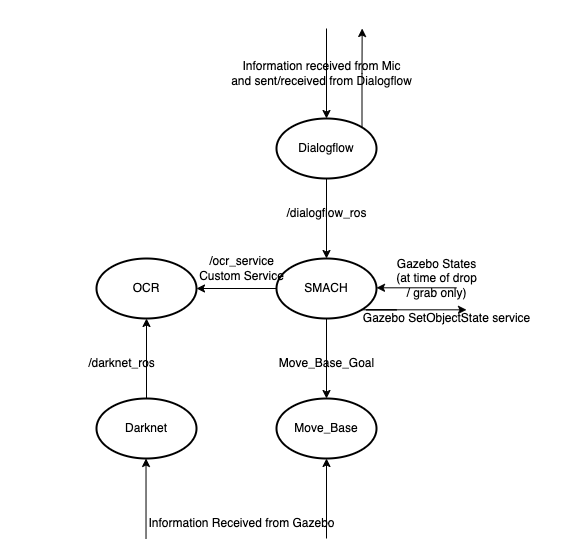 Information received from Mic
and sent/received from Dialogflow
Dialogflow
/dialogflow_ros
/ocr_service
Custom Service
Gazebo States
(at time of drop
/ grab only)
OCR
SMACH
Gazebo SetObjectState service
/darknet_ros
Move_Base_Goal
Darknet
Move_Base
Information Received from Gazebo